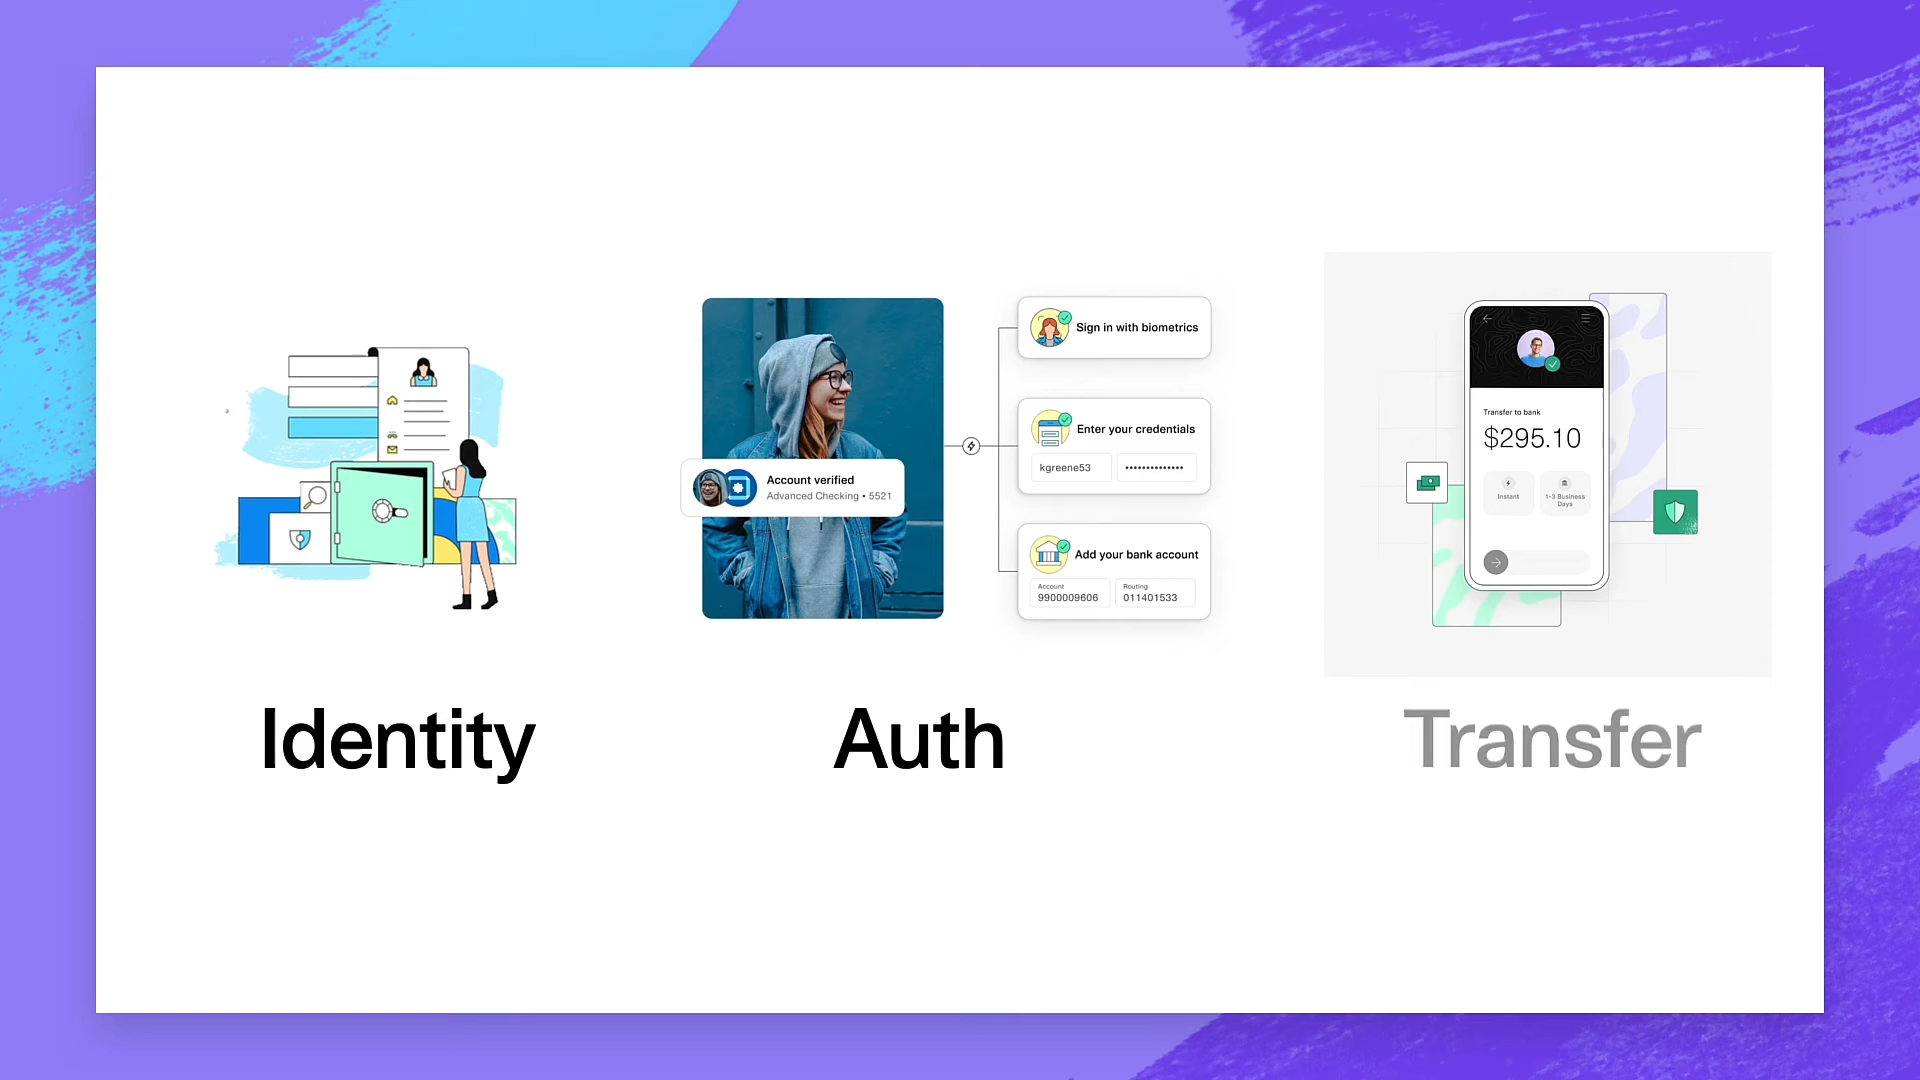 Sign in with biometrics
Enter your credentials
kgreene53
••••••••••••••
Account verified
Advanced Checking • 5521
Add your bank account
Account
9900009606
Routing
011401533
Transfer to bank
$295.10
Instant
1-3 Business
Days
Identity
Auth
Transfer